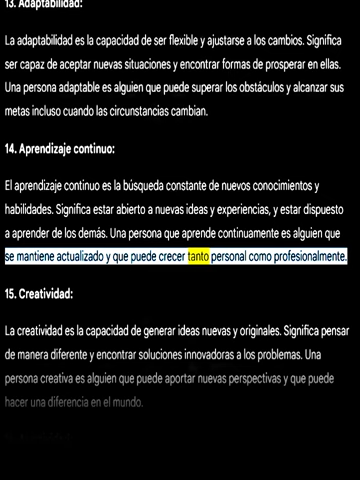 13. Adaptabilidad:
La adaptabilidad es la capacidad de ser flexible y ajustarse a los cambios. Significa
ser capaz de aceptar nuevas situaciones y encontrar formas de prosperar en ellas.
Una persona adaptable es alguien que puede superar los obstáculos y alcanzar sus
metas incluso cuando las circunstancias cambian.
14. Aprendizaje continuo:
El aprendizaje continuo es la búsqueda constante de nuevos conocimientos y
habilidades. Significa estar abierto a nuevas ideas y experiencias, y estar dispuesto
a aprender de los demás. Una persona que aprende continuamente es alguien que
se mantiene actualizado y que puede crecer tanto personal como profesionalmente.
15. Creatividad:
La creatividad es la capacidad de generar ideas nuevas y originales. Significa pensar
de manera diferente y encontrar soluciones innovadoras a los problemas. Una
persona creativa es alguien que puede aportar nuevas perspectivas y que puede
hacer una diferencia en el mundo.